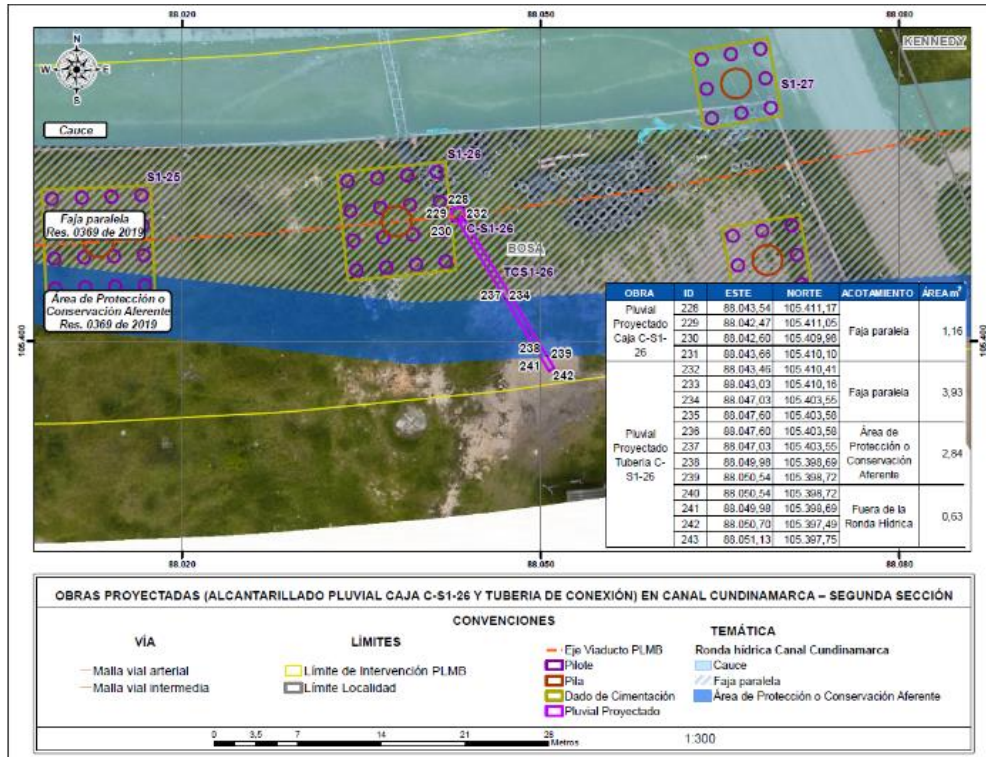 88.020
88.050
88.080
N
W
E
S
KENNEDY
S1-27
Cauce
S1-25
S1-26
Faja paralela
Res. 0369 de 2019
228
229
232
230
C-S1-26
BOSA
TCS1-26
237
234
Área de Protección o
Conservación Aferente
Res. 0369 de 2019
105.400
105.400
238
239
241
242
OBRA ID ESTE NORTE ACOTAMIENTO ÁREA m²
Pluvial Proyectado Caja C-S1-26
228 88.043,54 105.411,17
229 88.042,47 105.411,05
230 88.042,60 105.409,96
231 88.043,66 105.410,10
Faja paralela 1,16
Pluvial Proyectado Tuberia C-S1-26
232 88.043,46 105.410,41
233 88.043,03 105.410,16
234 88.047,03 105.403,55
235 88.047,60 105.403,58
Faja paralela 3,93
236 88.047,60 105.403,58
237 88.047,03 105.403,55
238 88.049,98 105.398,69
239 88.050,54 105.398,72
Área de Protección o Conservación Aferente 2,84
240 88.050,54 105.398,72
241 88.049,98 105.398,69
242 88.050,70 105.397,49
243 88.051,13 105.397,75
Fuera de la Ronda Hídrica 0,63
88.020
88.050
88.080
OBRAS PROYECTADAS (ALCANTARILLADO PLUVIAL CAJA C-S1-26 Y TUBERIA DE CONEXIÓN) EN CANAL CUNDINAMARCA – SEGUNDA SECCIÓN
CONVENCIONES
VÍA
Malla vial arterial
Malla vial intermedia
LÍMITES
Límite de Intervención PLMB
Límite Localidad
Eje Viaducto PLMB
Pilote
Pila
Dado de Cimentación
Pluvial Proyectado
TEMÁTICA
Ronda hídrica Canal Cundinamarca
Cauce
Faja paralela
Área de Protección o Conservación Aferente
0 3,5 7 14 21 28
Metros
1:300